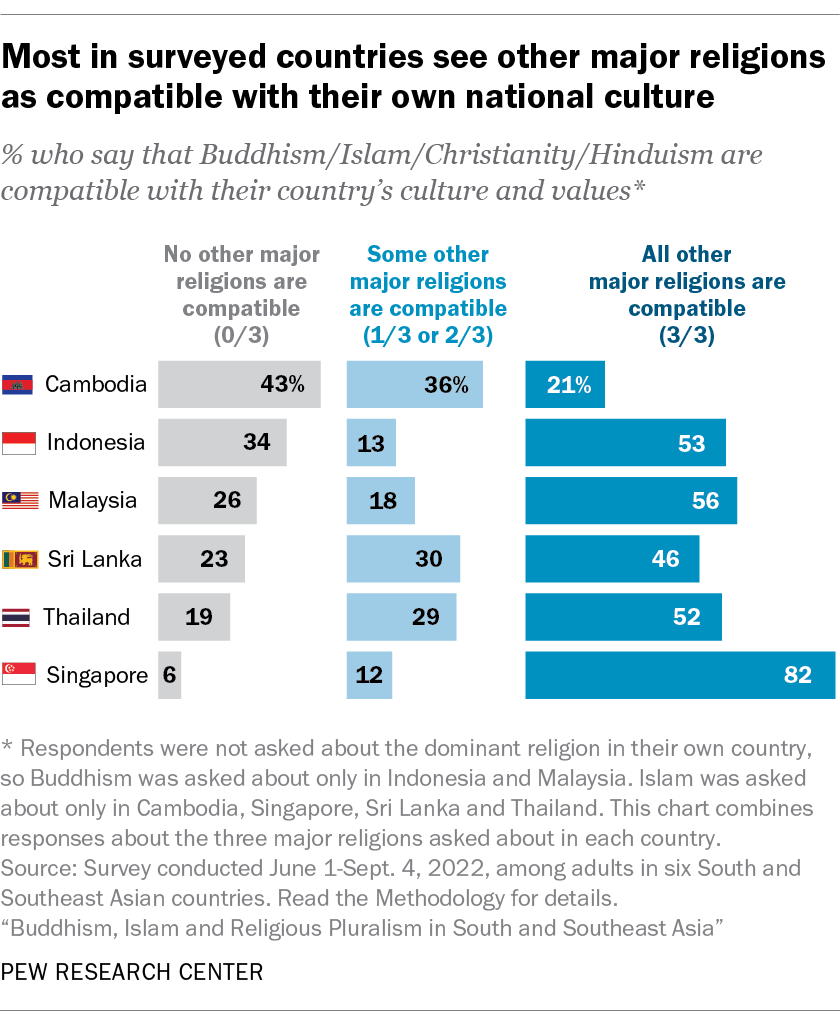 Most in surveyed countries see other major religions
as compatible with their own national culture
% who say that Buddhism/Islam/Christianity/Hinduism are
compatible with their country’s culture and values*
No other major
religions are
compatible
(0/3)
Some other
major religions
are compatible
(1/3 or 2/3)
All other
major religions are
compatible
(3/3)
Cambodia 43% 36% 21%
Indonesia 34 13 53
Malaysia 26 18 56
Sri Lanka 23 30 46
Thailand 19 29 52
Singapore 6 12 82
* Respondents were not asked about the dominant religion in their own country,
so Buddhism was asked about only in Indonesia and Malaysia. Islam was asked
about only in Cambodia, Singapore, Sri Lanka and Thailand. This chart combines
responses about the three major religions asked about in each country.
Source: Survey conducted June 1-Sept. 4, 2022, among adults in six South and
Southeast Asian countries. Read the Methodology for details.
“Buddhism, Islam and Religious Pluralism in South and Southeast Asia”
PEW RESEARCH CENTER